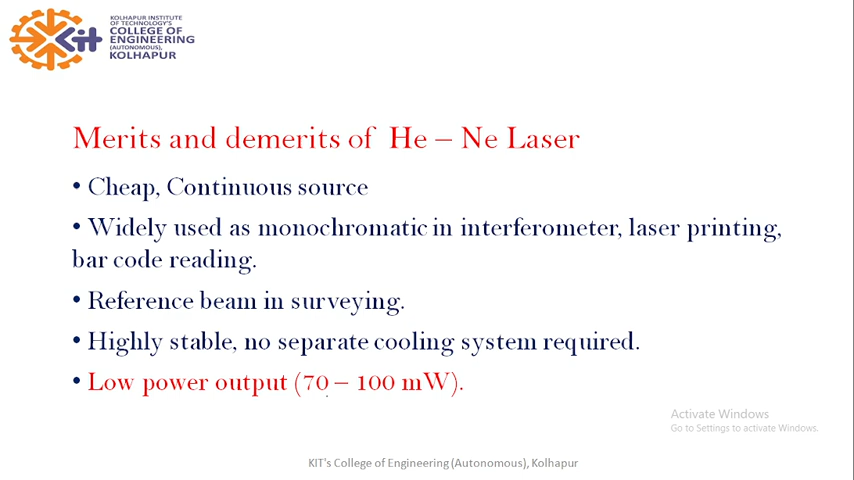 KOLHAPUR INSTITUTE
OF TECHNOLOGY'S
COLLEGE OF
ENGINEERING
(AUTONOMOUS),
KOLHAPUR
Kit
Merits and demerits of He – Ne Laser
• Cheap, Continuous source
• Widely used as monochromatic in interferometer, laser printing,
bar code reading.
• Reference beam in surveying.
• Highly stable, no separate cooling system required.
• Low power output (70 – 100 mW).
Activate Windows
Go to Settings to activate Windows.
KIT's College of Engineering (Autonomous), Kolhapur